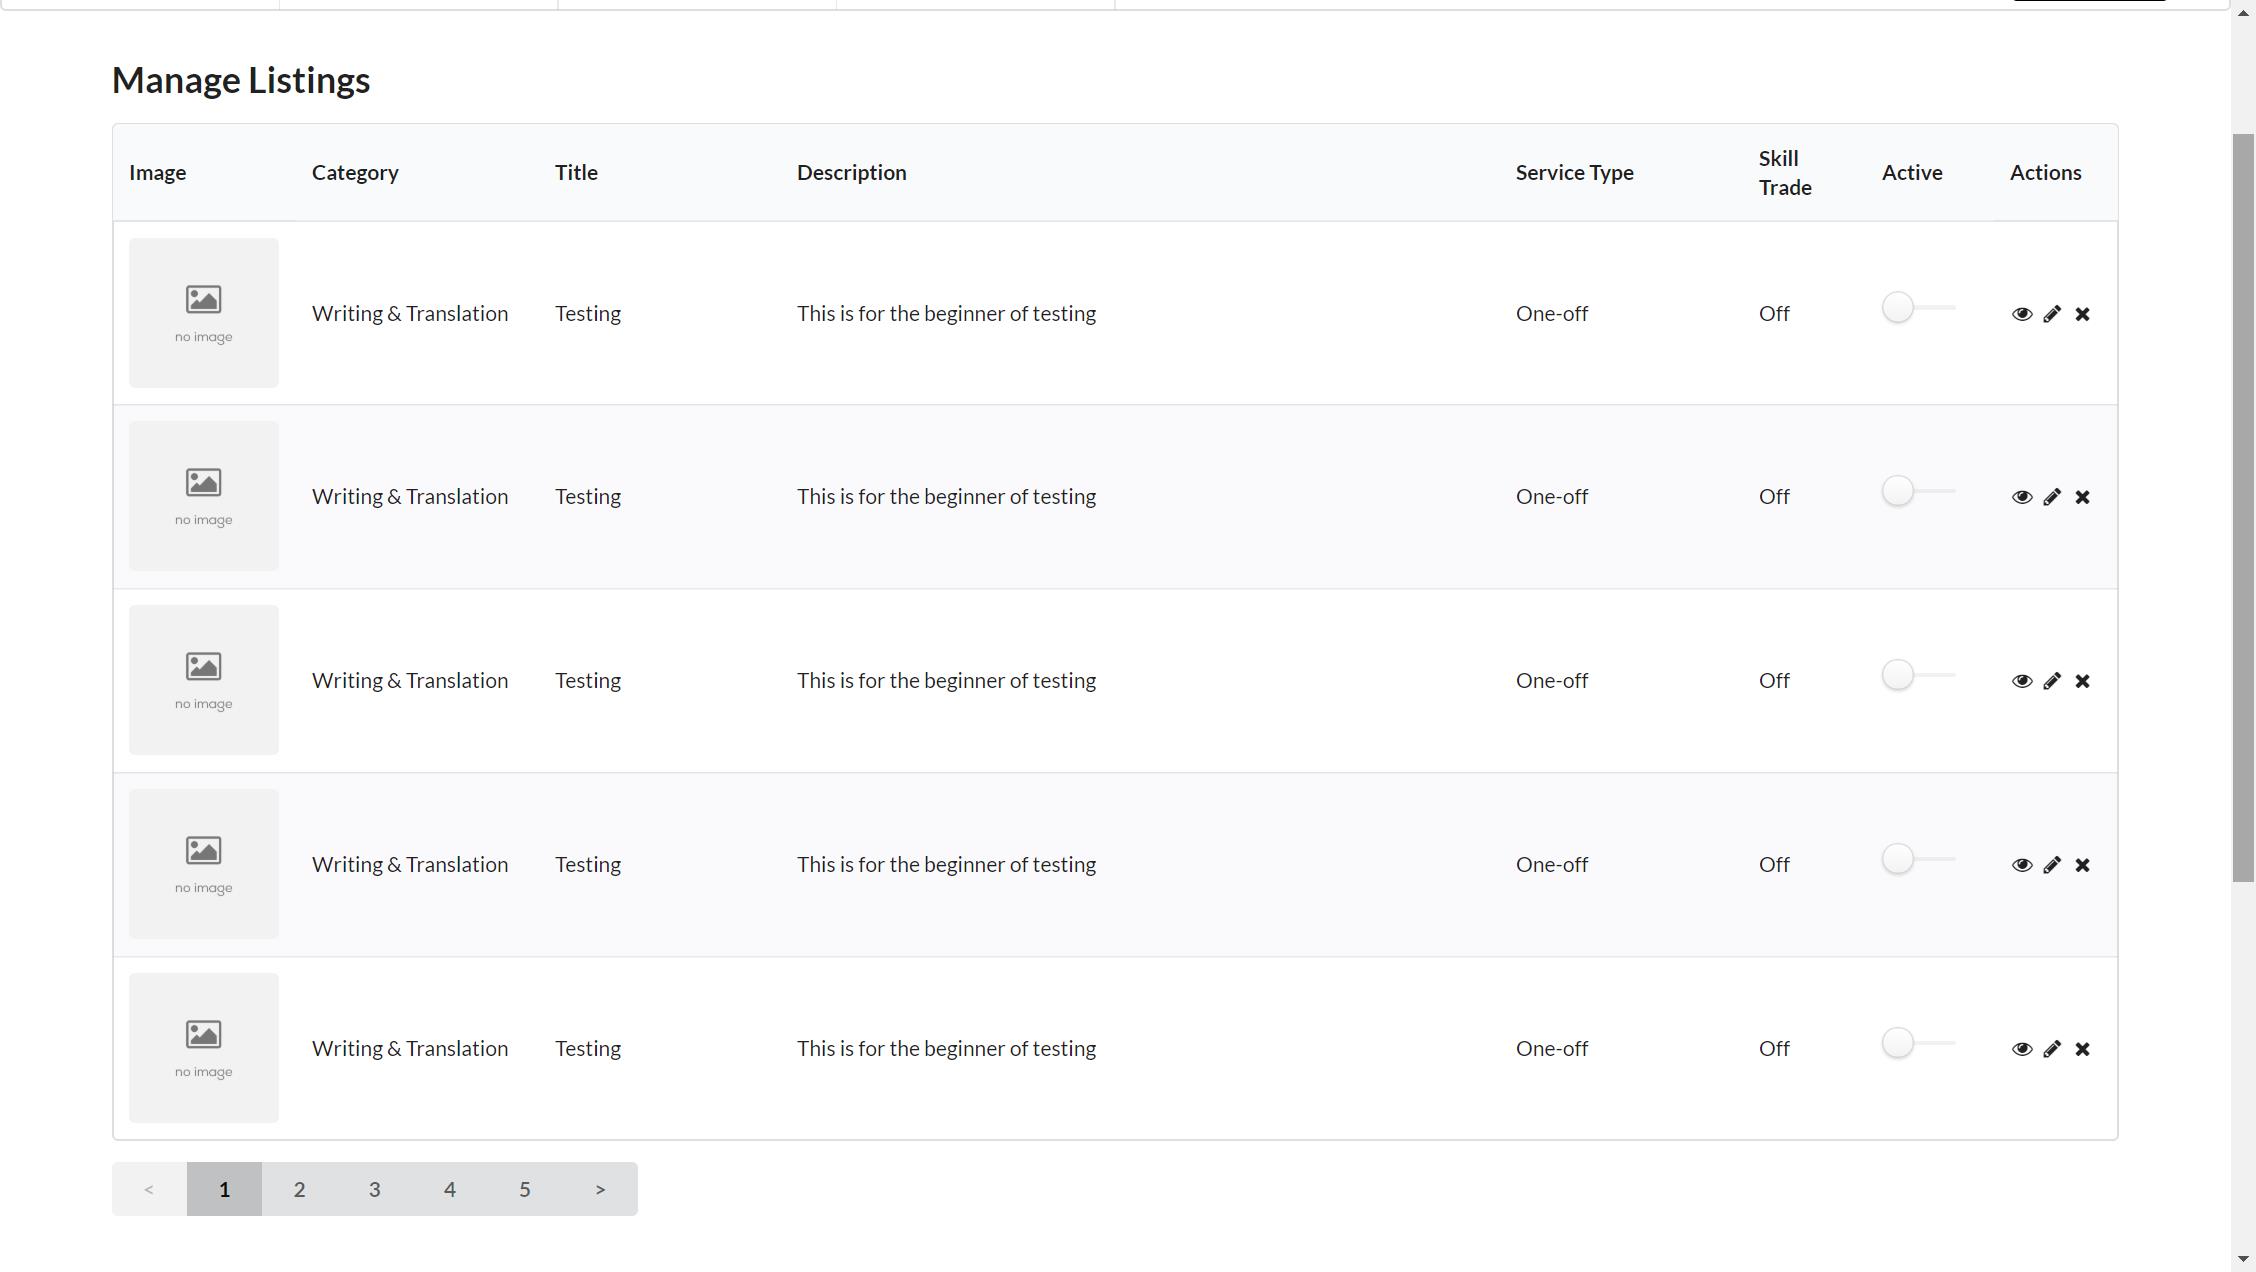 Manage Listings
Image Category Title Description Service Type Skill Trade Active Actions
no image Writing & Translation Testing This is for the beginner of testing One-off Off
no image Writing & Translation Testing This is for the beginner of testing One-off Off
no image Writing & Translation Testing This is for the beginner of testing One-off Off
no image Writing & Translation Testing This is for the beginner of testing One-off Off
no image Writing & Translation Testing This is for the beginner of testing One-off Off
< 1 2 3 4 5 >